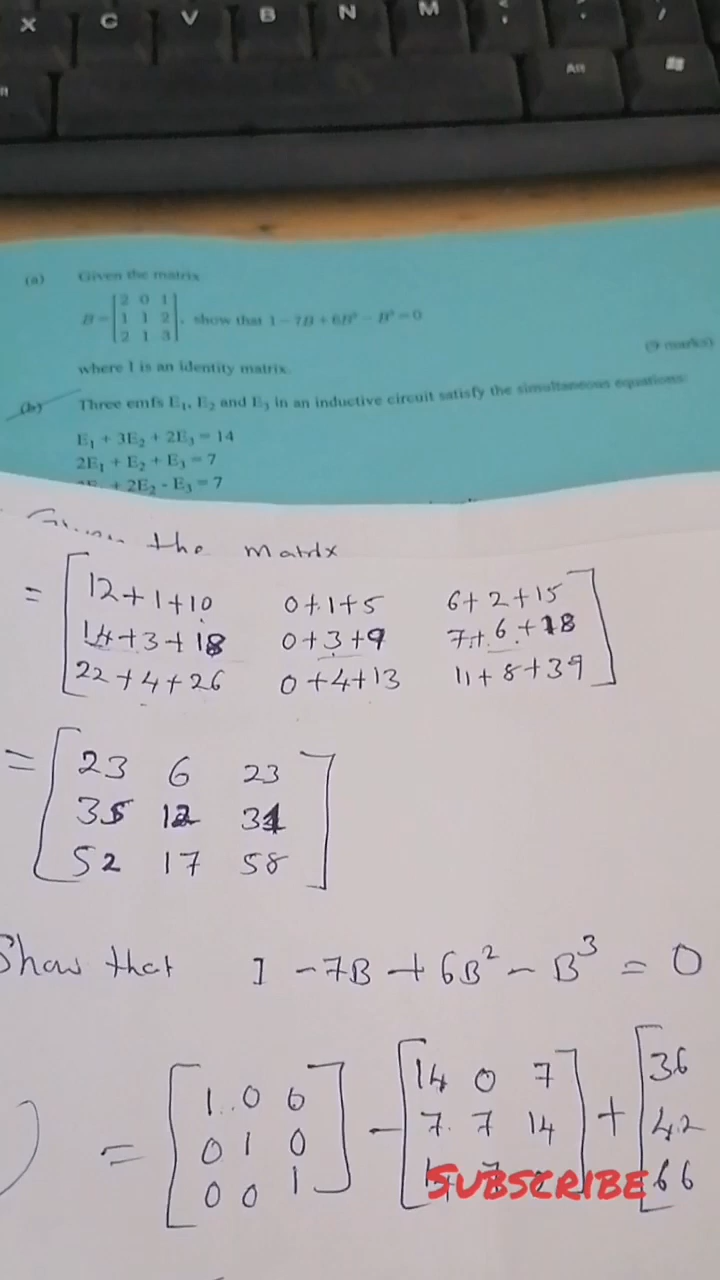 X C V B N M
Alt
(a) Given the matrix
B = [2 0 1
1 1 2
2 1 3], show that I - 7B + 6B² - B³ = 0
(9 marks)
where I is an identity matrix.
(b) Three emfs E₁, E₂ and E₃ in an inductive circuit satisfy the simultaneous equations:
E₁ + 3E₂ + 2E₃ = 14
2E₁ + E₂ + E₃ = 7
+ 2E₂ - E₃ = 7
Given the matrix
= [12+1+10 0+1+5 6+2+15
14+3+18 0+3+9 7+6+18
22+4+26 0+4+13 11+8+39]
= [23 6 23
35 12 31
52 17 58]
Show that I - 7B + 6B² - B³ = 0
= [1 0 0
0 1 0
0 0 1] - [14 0 7
7 7 14
] + [36
42
66
SUBSCRIBE